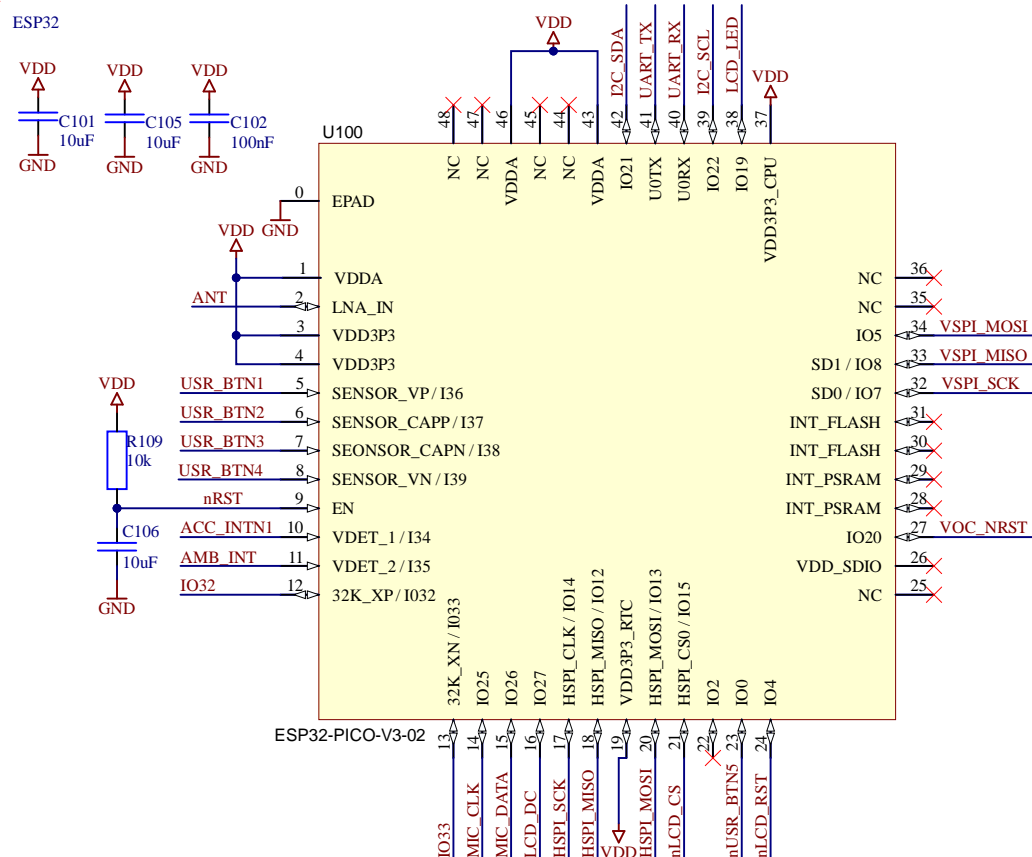 ESP32
VDD
VDD
VDD
C101
10uF
C105
10uF
C102
100nF
GND
GND
GND
VDD
I2C_SDA
UART_TX
UART_RX
I2C_SCL
LCD_LED
VDD
48
47
46
45
44
43
42
41
40
39
38
37
U100
NC
NC
VDDA
NC
NC
VDDA
IO21
U0TX
U0RX
IO22
IO19
VDD3P3_CPU
0
EPAD
GND
VDD
1
VDDA
ANT
2
LNA_IN
3
VDD3P3
4
VDD3P3
USR_BTN1
5
SENSOR_VP / I36
USR_BTN2
6
SENSOR_CAPP / I37
USR_BTN3
7
SEONSOR_CAPN / I38
USR_BTN4
8
SENSOR_VN / I39
nRST
9
EN
ACC_INTN1
10
VDET_1 / I34
AMB_INT
11
VDET_2 / I35
IO32
12
32K_XP / I032
VDD
R109
10k
C106
10uF
GND
NC
36
NC
35
IO5
34
VSPI_MOSI
SD1 / IO8
33
VSPI_MISO
SD0 / IO7
32
VSPI_SCK
INT_FLASH
31
INT_FLASH
30
INT_PSRAM
29
INT_PSRAM
28
IO20
27
VOC_NRST
VDD_SDIO
26
NC
25
32K_XN / I033
IO25
IO26
IO27
HSPI_CLK / IO14
HSPI_MISO / IO12
VDD3P3_RTC
HSPI_MOSI / IO13
HSPI_CS0 / IO15
IO2
IO0
IO4
ESP32-PICO-V3-02
13
14
15
16
17
18
19
20
21
22
23
24
IO33
MIC_CLK
MIC_DATA
LCD_DC
HSPI_SCK
HSPI_MISO
VDD
HSPI_MOSI
nLCD_CS
nUSR_BTN5
nLCD_RST